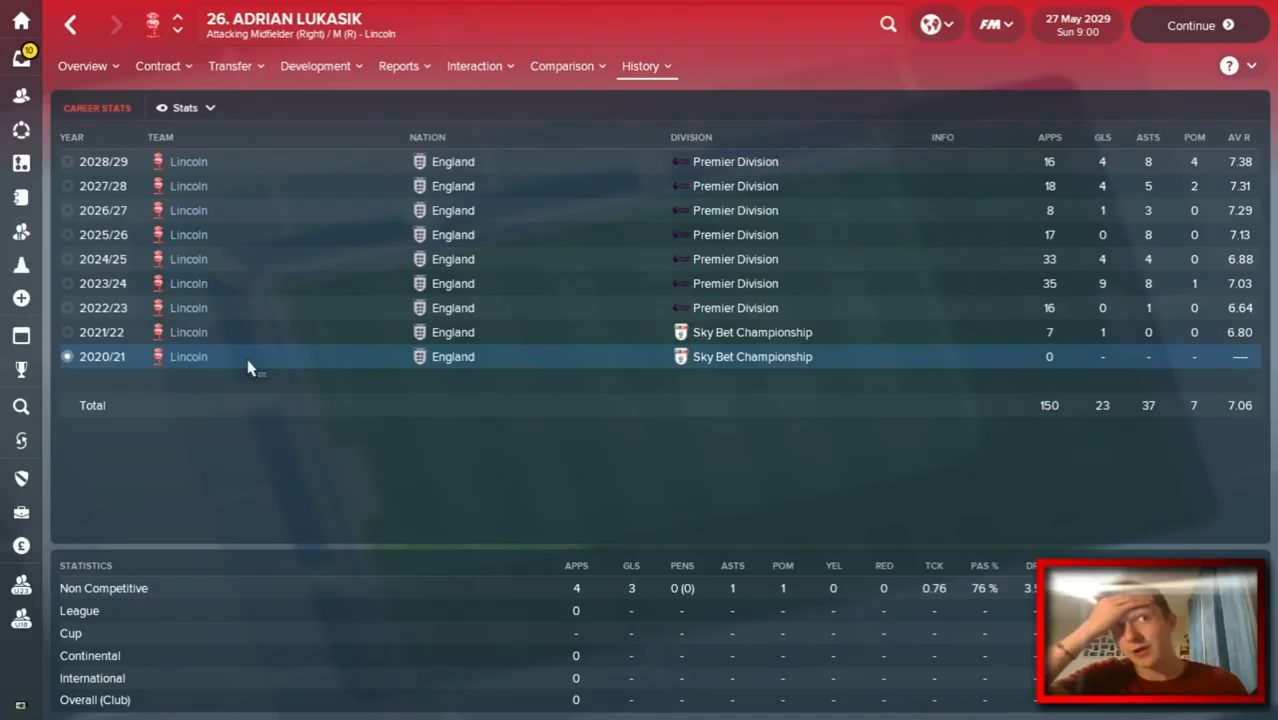 26. ADRIAN LUKASIK
Attacking Midfielder (Right) / M (R) - Lincoln
FM
27 May 2029
Sun 9:00
Continue
10
Overview Contract Transfer Development Reports Interaction Comparison History
?
CAREER STATS Stats
YEAR TEAM NATION DIVISION INFO APPS GLS ASTS POM AV R
2028/29 Lincoln England Premier Division 16 4 8 4 7.38
2027/28 Lincoln England Premier Division 18 4 5 2 7.31
2026/27 Lincoln England Premier Division 8 1 3 0 7.29
2025/26 Lincoln England Premier Division 17 0 8 0 7.13
2024/25 Lincoln England Premier Division 33 4 4 0 6.88
2023/24 Lincoln England Premier Division 35 9 8 1 7.03
2022/23 Lincoln England Premier Division 16 0 1 0 6.64
2021/22 Lincoln England Sky Bet Championship 7 1 0 0 6.80
2020/21 Lincoln England Sky Bet Championship 0 - - - ----
Total 150 23 37 7 7.06
STATISTICS APPS GLS PENS ASTS POM YEL RED TCK PAS %
Non Competitive 4 3 0 (0) 1 1 0 0 0.76 76 %
League 0 - - - - - - - -
Cup - - - - - - - - -
Continental 0 - - - - - - - -
International 0 - - - - - - - -
Overall (Club) 0 - - - - - - - -
£
U23
U18